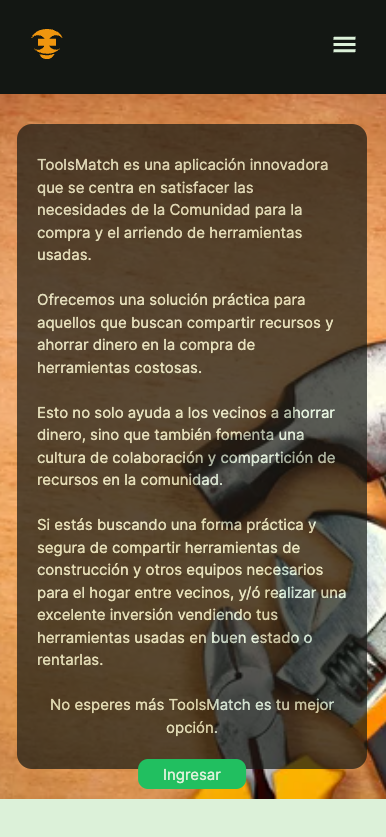 ToolsMatch es una aplicación innovadora
que se centra en satisfacer las
necesidades de la Comunidad para la
compra y el arriendo de herramientas
usadas.
Ofrecemos una solución práctica para
aquellos que buscan compartir recursos y
ahorrar dinero en la compra de
herramientas costosas.
Esto no solo ayuda a los vecinos a ahorrar
dinero, sino que también fomenta una
cultura de colaboración y compartición de
recursos en la comunidad.
Si estás buscando una forma práctica y
segura de compartir herramientas de
construcción y otros equipos necesarios
para el hogar entre vecinos, y/ó realizar una
excelente inversión vendiendo tus
herramientas usadas en buen estado o
rentarlas.
No esperes más ToolsMatch es tu mejor
opción.
Ingresar